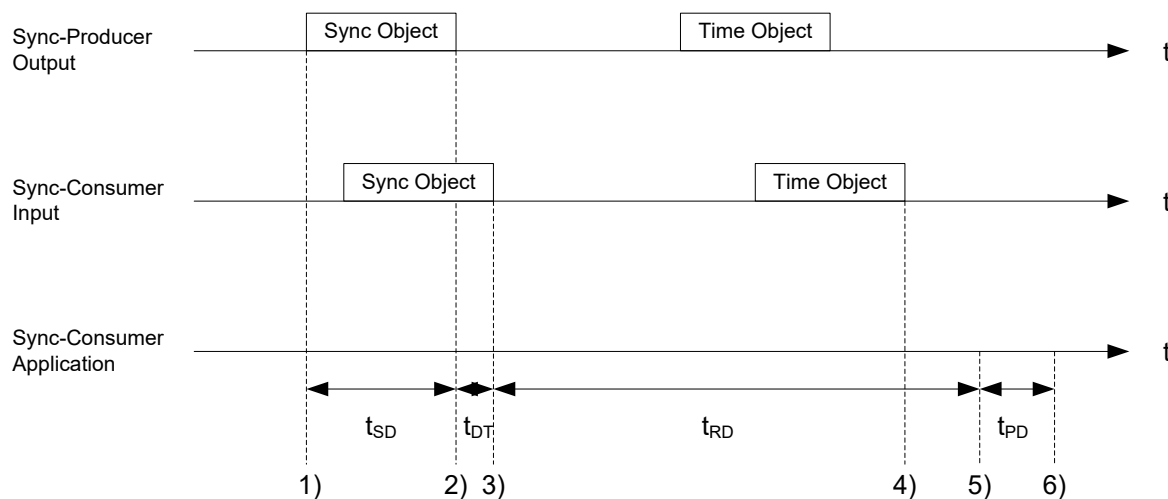 Sync-Producer
Output
Sync Object
Time Object
t
Sync-Consumer
Input
Sync Object
Time Object
t
Sync-Consumer
Application
t
tSD
tDT
tRD
tPD
1)
2)
3)
4)
5)
6)